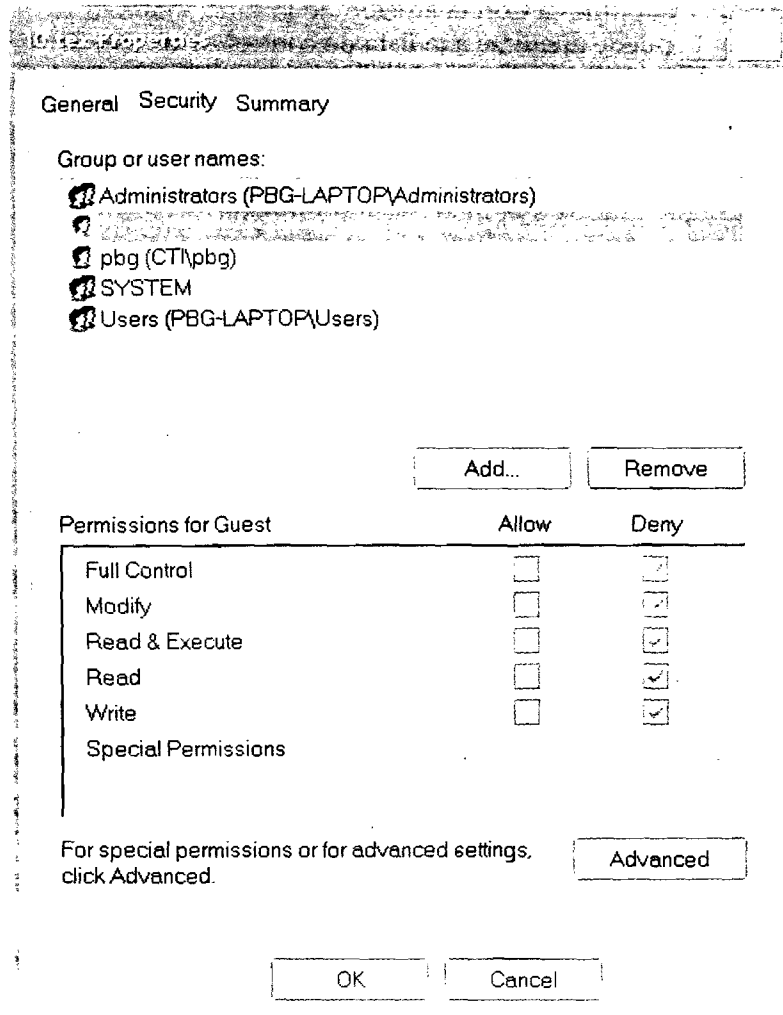 General Security Summary
Group or user names:
Administrators (PBG-LAPTOP\Administrators)
pbg (CTI\pbg)
SYSTEM
Users (PBG-LAPTOP\Users)
Add... Remove
Permissions for Guest Allow Deny
Full Control
Modify
Read & Execute
Read
Write
Special Permissions
For special permissions or for advanced settings, Advanced
click Advanced.
OK Cancel